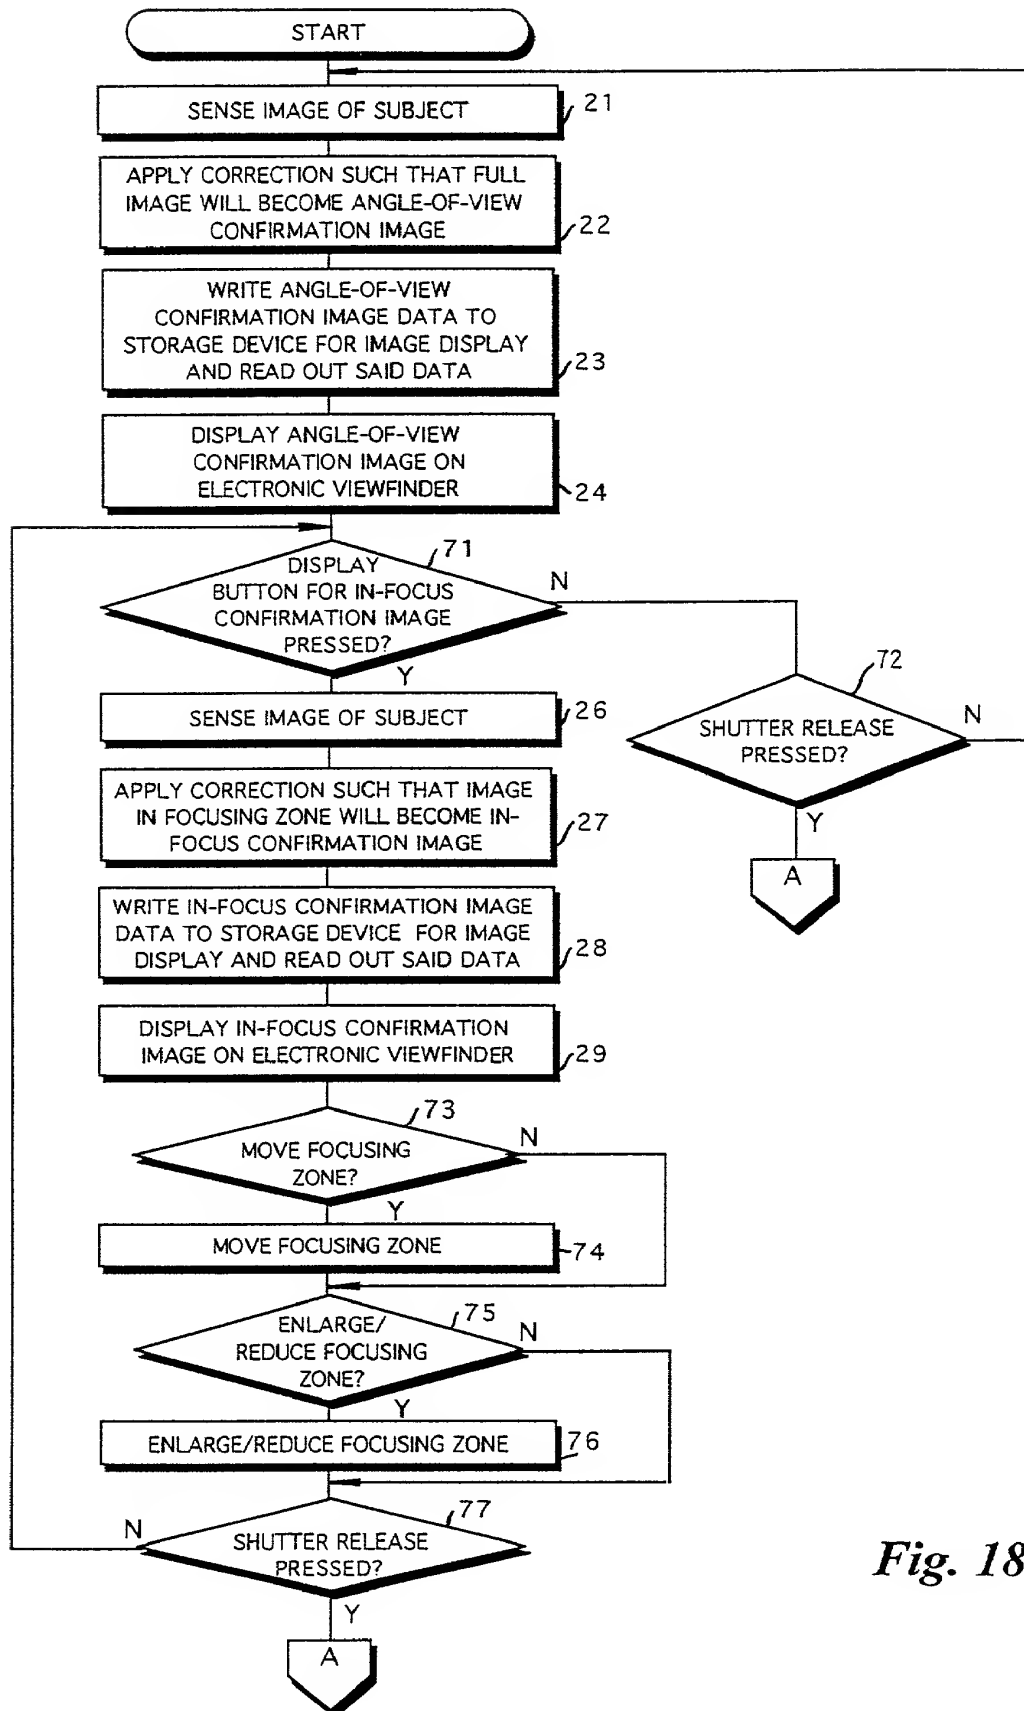 START
SENSE IMAGE OF SUBJECT
21
APPLY CORRECTION SUCH THAT FULL
IMAGE WILL BECOME ANGLE-OF-VIEW
CONFIRMATION IMAGE
22
WRITE ANGLE-OF-VIEW
CONFIRMATION IMAGE DATA TO
STORAGE DEVICE FOR IMAGE DISPLAY
AND READ OUT SAID DATA
23
DISPLAY ANGLE-OF-VIEW
CONFIRMATION IMAGE ON
ELECTRONIC VIEWFINDER
24
71
DISPLAY
BUTTON FOR IN-FOCUS
CONFIRMATION IMAGE
PRESSED?
N
Y
72
SHUTTER RELEASE
PRESSED?
N
Y
A
SENSE IMAGE OF SUBJECT
26
APPLY CORRECTION SUCH THAT IMAGE
IN FOCUSING ZONE WILL BECOME IN-
FOCUS CONFIRMATION IMAGE
27
WRITE IN-FOCUS CONFIRMATION IMAGE
DATA TO STORAGE DEVICE FOR IMAGE
DISPLAY AND READ OUT SAID DATA
28
DISPLAY IN-FOCUS CONFIRMATION
IMAGE ON ELECTRONIC VIEWFINDER
29
73
MOVE FOCUSING
ZONE?
N
Y
MOVE FOCUSING ZONE
74
75
ENLARGE/
REDUCE FOCUSING
ZONE?
N
Y
ENLARGE/REDUCE FOCUSING ZONE
76
77
SHUTTER RELEASE
PRESSED?
N
Y
A
Fig. 18